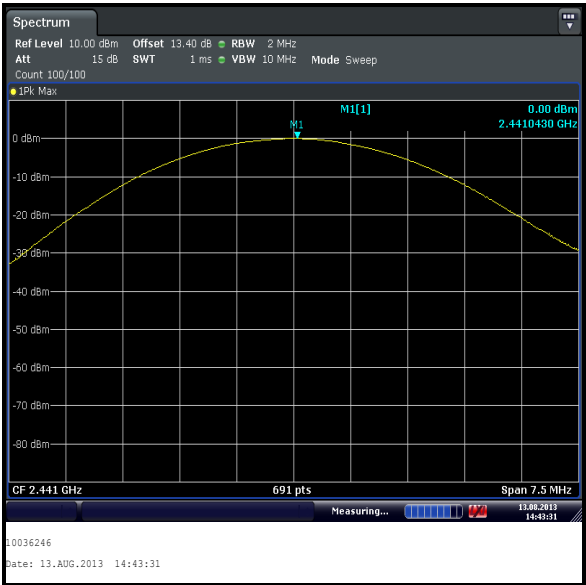 Spectrum
Ref Level 10.00 dBm Offset 13.40 dB RBW 2 MHz
Att 15 dB SWT 1 ms VBW 10 MHz Mode Sweep
Count 100/100
1Pk Max
M1[1] 0.00 dBm
2.4410430 GHz
M1
0 dBm
-10 dBm
-20 dBm
-30 dBm
-40 dBm
-50 dBm
-60 dBm
-70 dBm
-80 dBm
CF 2.441 GHz 691 pts Span 7.5 MHz
Measuring... 13.08.2013
14:43:31
10036246
Date: 13.AUG.2013 14:43:31